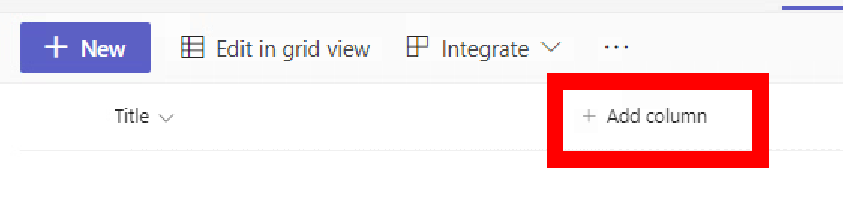 + New Edit in grid view Integrate ...
Title + Add column